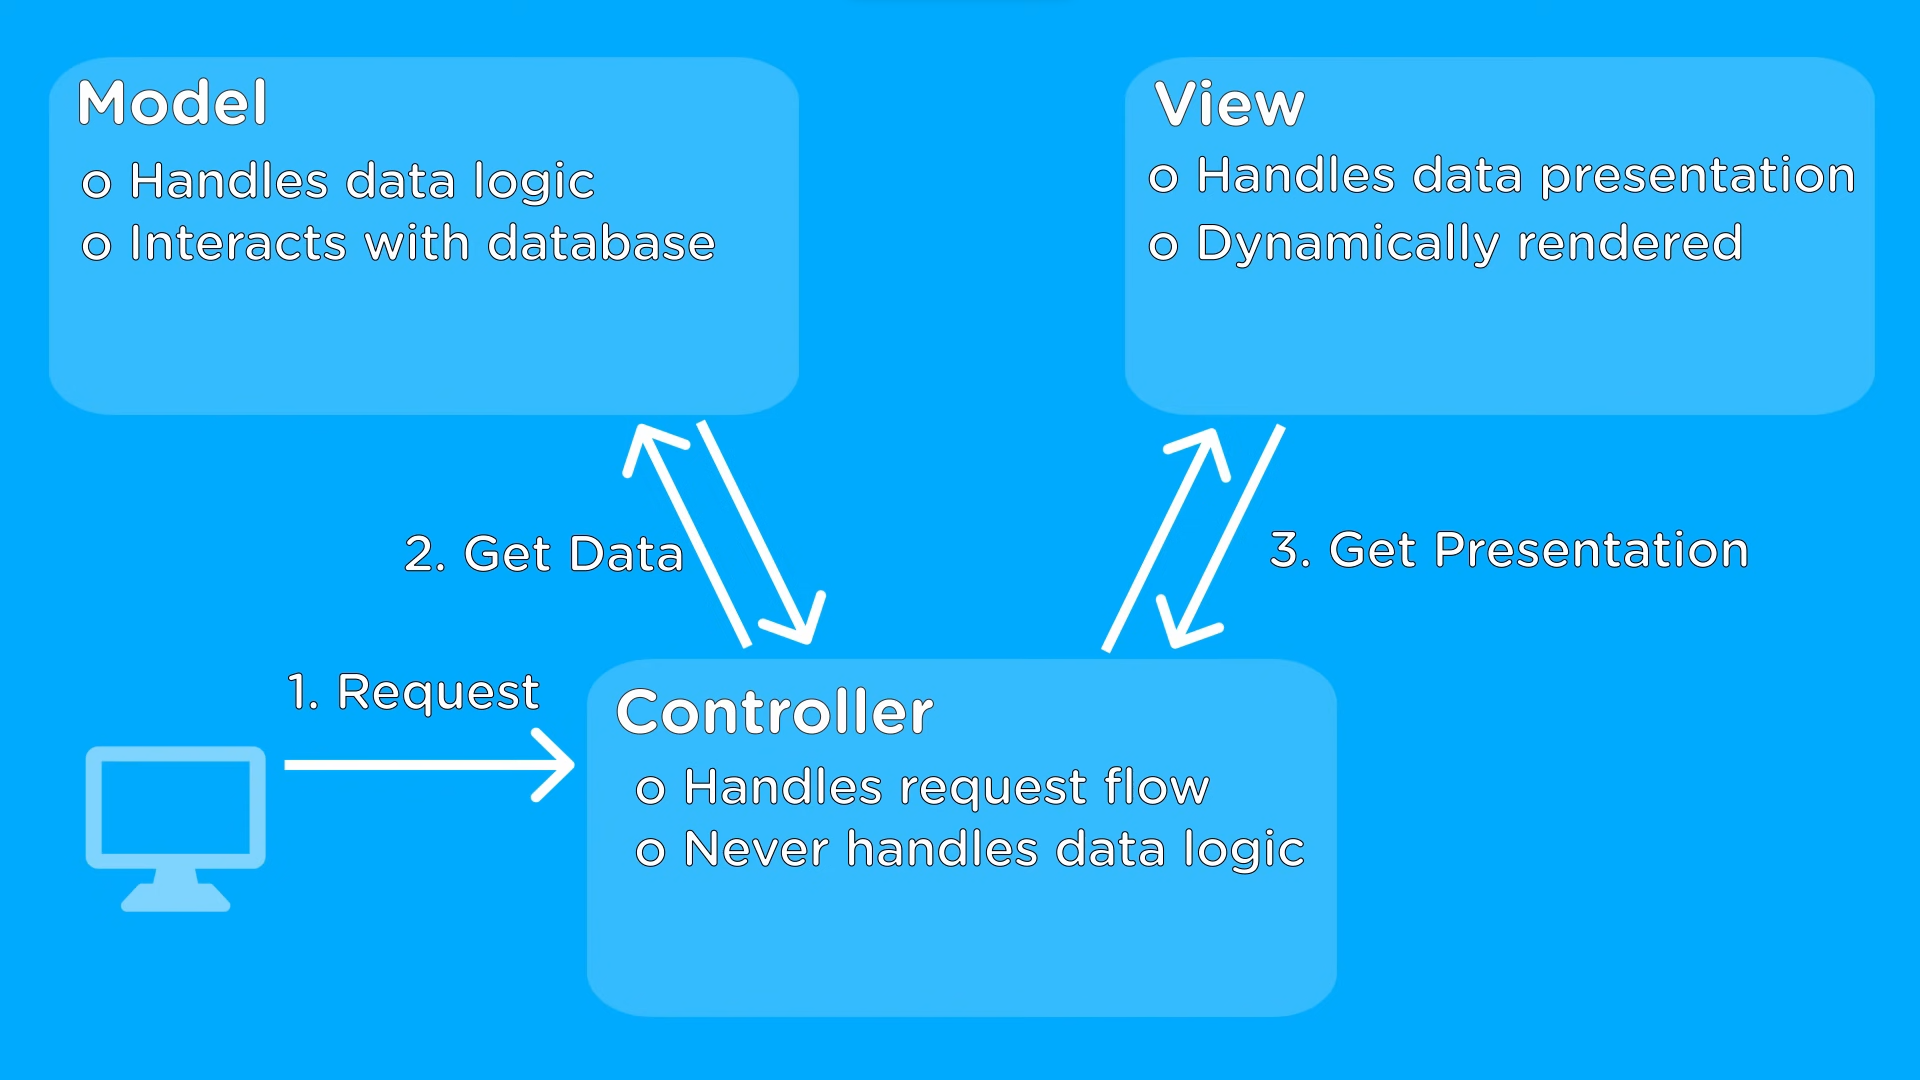 Model
o Handles data logic
o Interacts with database
View
o Handles data presentation
o Dynamically rendered
2. Get Data
3. Get Presentation
1. Request
Controller
o Handles request flow
o Never handles data logic